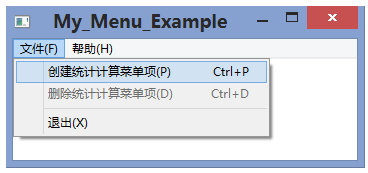 My_Menu_Example
文件(F) 帮助(H)
创建统计计算菜单项(P) Ctrl+P
删除统计计算菜单项(D) Ctrl+D
退出(X)